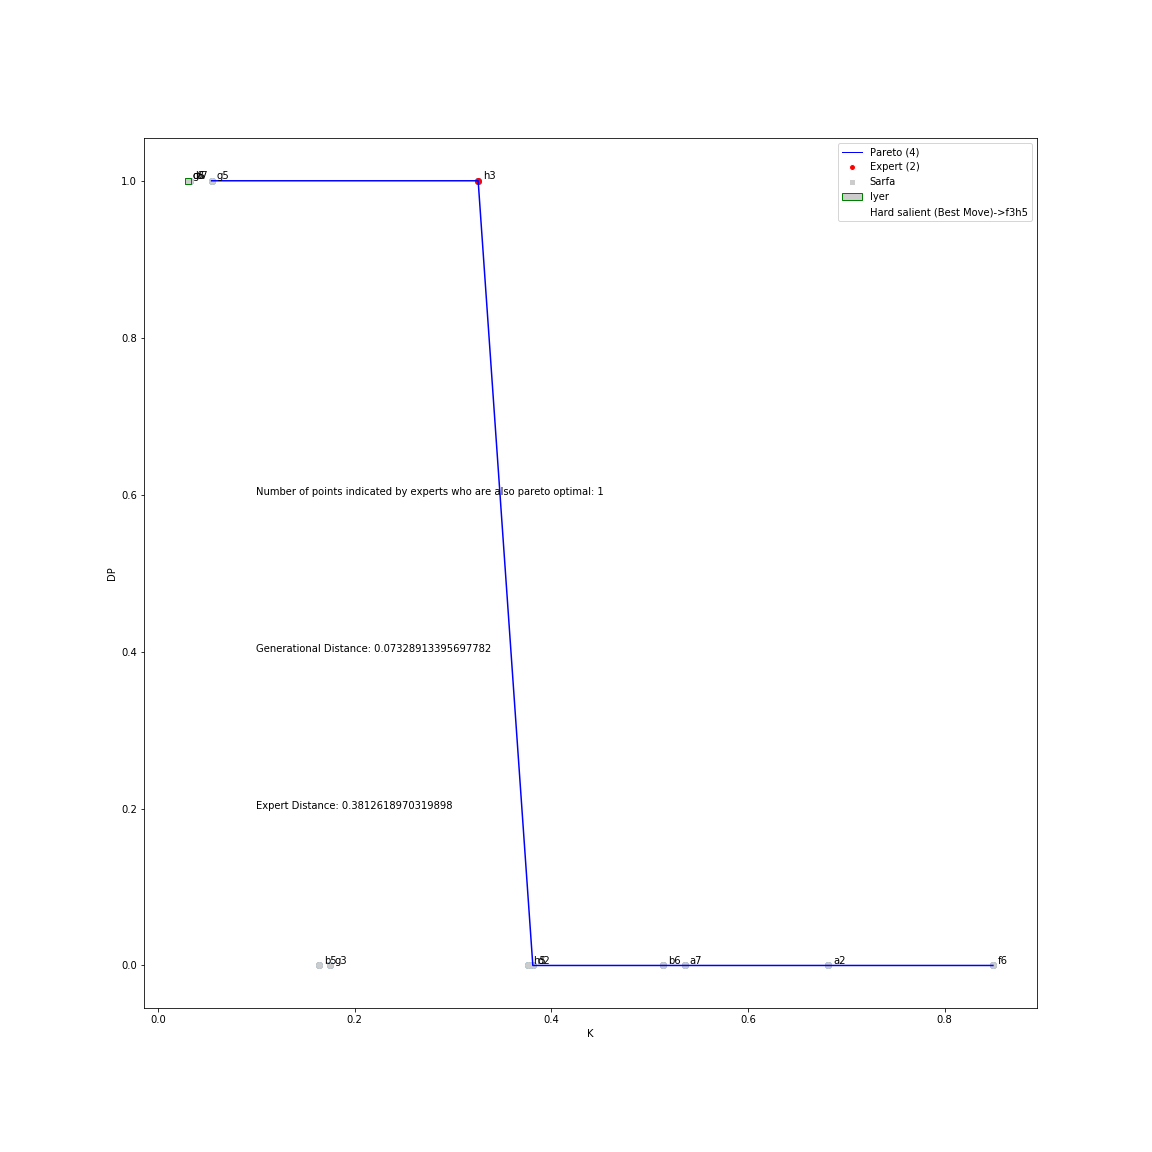 Pareto (4)
Expert (2)
Sarfa
Iyer
Hard salient (Best Move)->f3h5
1.0
g5
h3
0.8
0.6
Number of points indicated by experts who are also pareto optimal: 1
DP
0.4
Generational Distance: 0.07328913395697782
0.2
Expert Distance: 0.3812618970319898
0.0
b5
g3
b6
a7
a2
f6
0.0
0.2
0.4
0.6
0.8
K